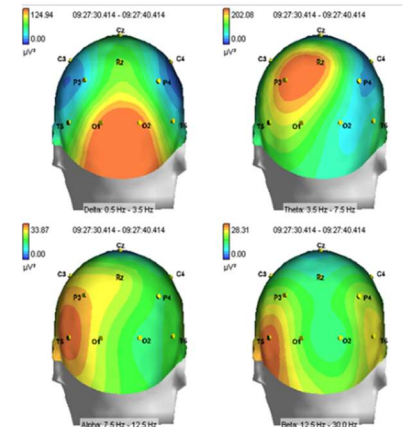 124.94 09:27:30.414 - 09:27:40.414
0.00
µV²
Cz
C3 C4
Pz
P3 P4
O1 O2
T5 T6
Delta: 0.5 Hz - 3.5 Hz
202.08 09:27:30.414 - 09:27:40.414
0.00
µV²
Cz
C3 C4
Pz
P3 P4
O1 O2
T5 T6
Theta: 3.5 Hz - 7.5 Hz
33.87 09:27:30.414 - 09:27:40.414
0.00
µV²
Cz
C3 C4
Pz
P3 P4
T5 O1 O2 T6
Alpha: 7.5 Hz - 12.5 Hz
28.31 09:27:30.414 - 09:27:40.414
0.00
µV²
Cz
C3 C4
Pz
P3 P4
T5 O1 O2 T6
Beta: 12.5 Hz - 30.0 Hz